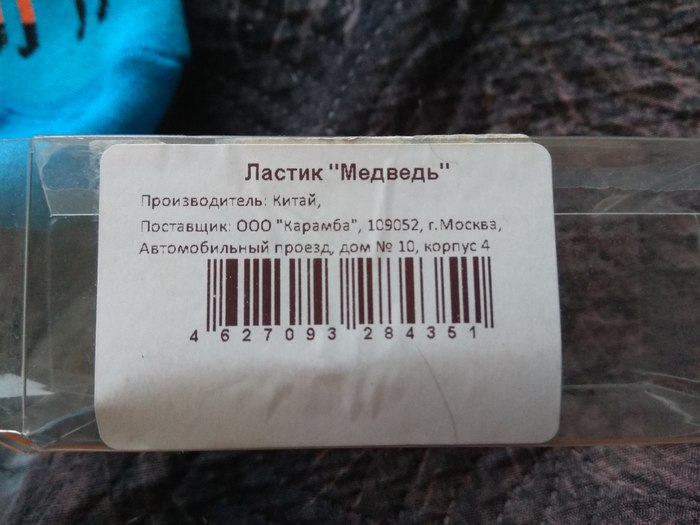 Ластик "Медведь"
Производитель: Китай,
Поставщик: ООО "Карамба", 109052, г.Москва,
Автомобильный проезд, дом № 10, корпус 4
4 627093 284351